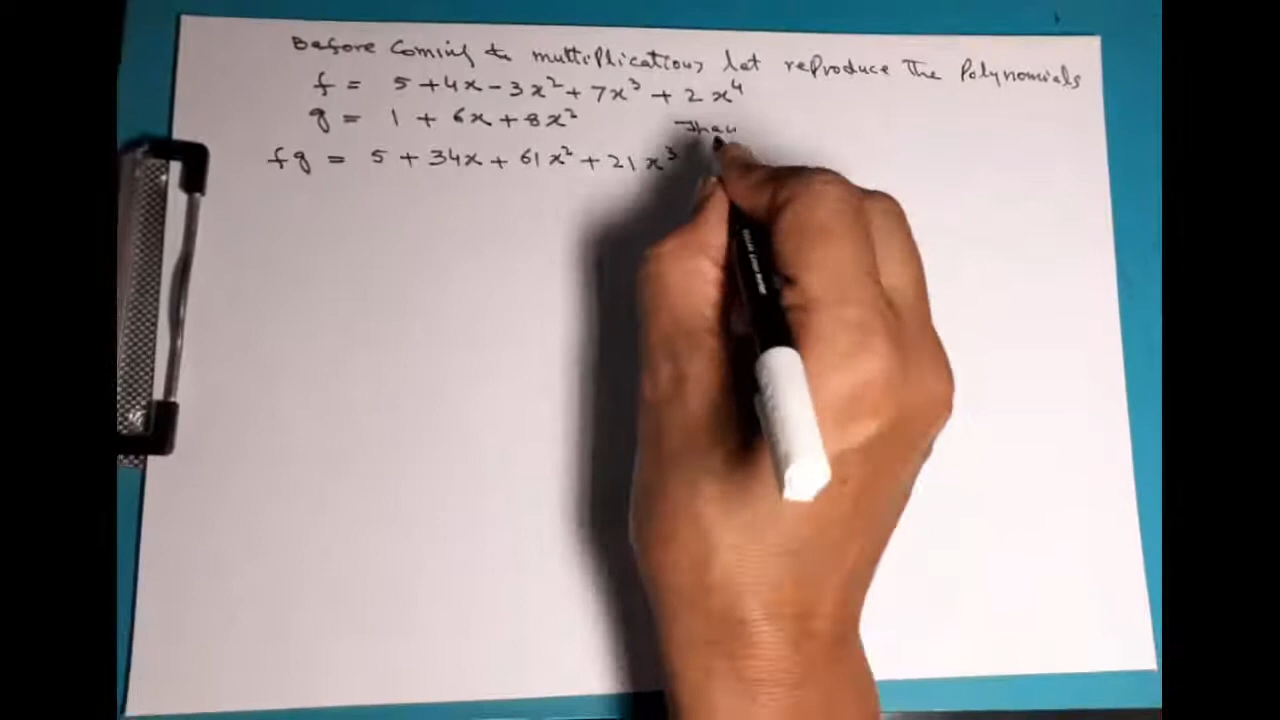 Before coming to multiplication, let reproduce the Polynomials
f = 5 + 4x - 3x² + 7x³ + 2x⁴
g = 1 + 6x + 8x²
Then
fg = 5 + 34x + 61x² + 21x³